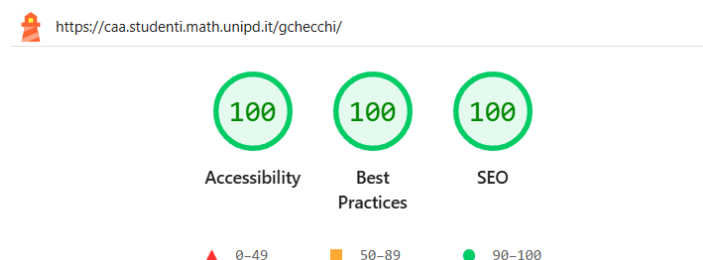 https://caa.studenti.math.unipd.it/gchecchi/
100 100 100
Accessibility Best Practices SEO
0–49 50–89 90–100